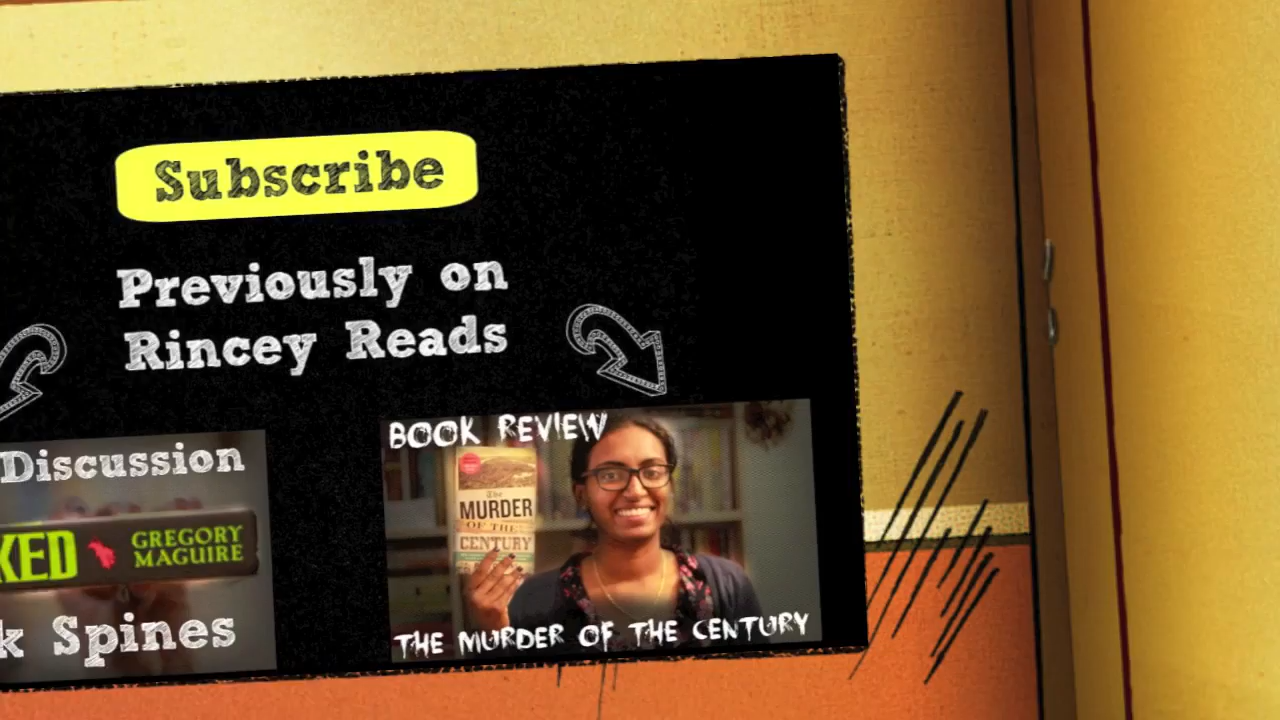 Subscribe
Previously on
Rincey Reads
Discussion
KED
GREGORY
MAGUIRE
k Spines
BOOK REVIEW
The
MURDER
OF THE
CENTURY
THE MURDER OF THE CENTURY